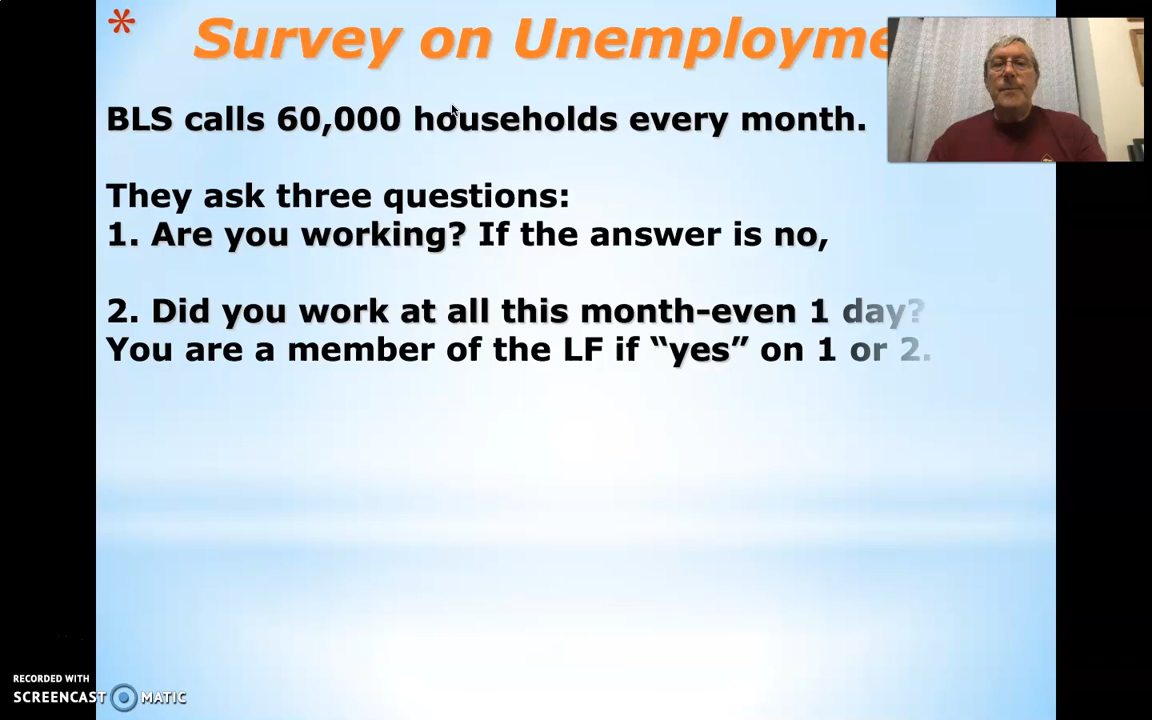 * Survey on Unemployme
BLS calls 60,000 households every month.
They ask three questions:
1. Are you working? If the answer is no,
2. Did you work at all this month-even 1 day?
You are a member of the LF if “yes” on 1 or 2.
RECORDED WITH
SCREENCAST MATIC